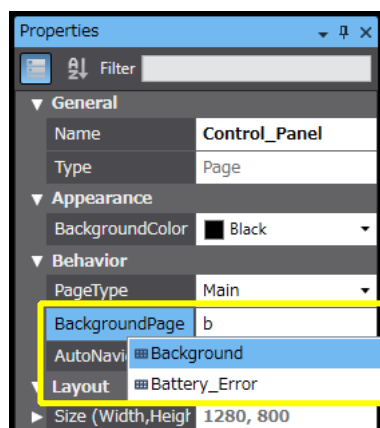 Properties
Filter
General
Name Control_Panel
Type Page
Appearance
BackgroundColor Black
Behavior
PageType Main
BackgroundPage b
AutoNavi Background
Layout Battery_Error
Size (Width,Heigh 1280, 800